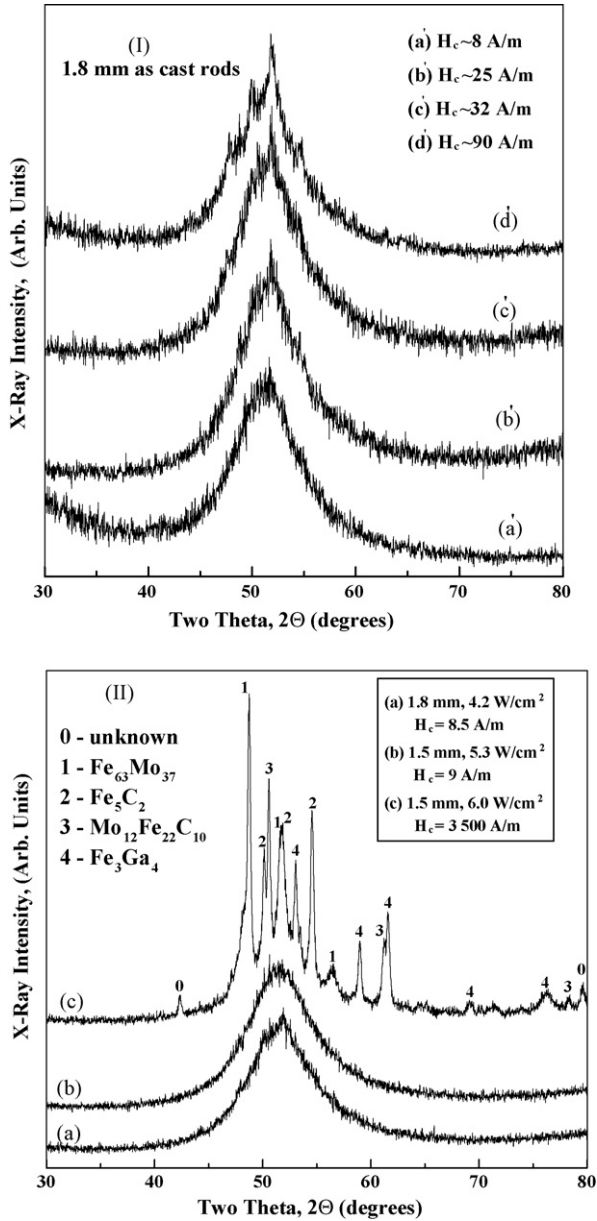 (I)
1.8 mm as cast rods
(a') Hc~8 A/m
(b') Hc~25 A/m
(c') Hc~32 A/m
(d') Hc~90 A/m
(d')
(c')
(b')
(a')
X-Ray Intensity, (Arb. Units)
30 40 50 60 70 80
Two Theta, 2Θ (degrees)
(II)
0 - unknown
1 - Fe63Mo37
2 - Fe5C2
3 - Mo12Fe22C10
4 - Fe3Ga4
(a) 1.8 mm, 4.2 W/cm2
Hc= 8.5 A/m
(b) 1.5 mm, 5.3 W/cm2
Hc= 9 A/m
(c) 1.5 mm, 6.0 W/cm2
Hc= 3 500 A/m
0 1 2 3 1 2 4 2 1 4 3 4 4 4 3 0
(c)
(b)
(a)
X-Ray Intensity, (Arb. Units)
30 40 50 60 70 80
Two Theta, 2Θ (degrees)